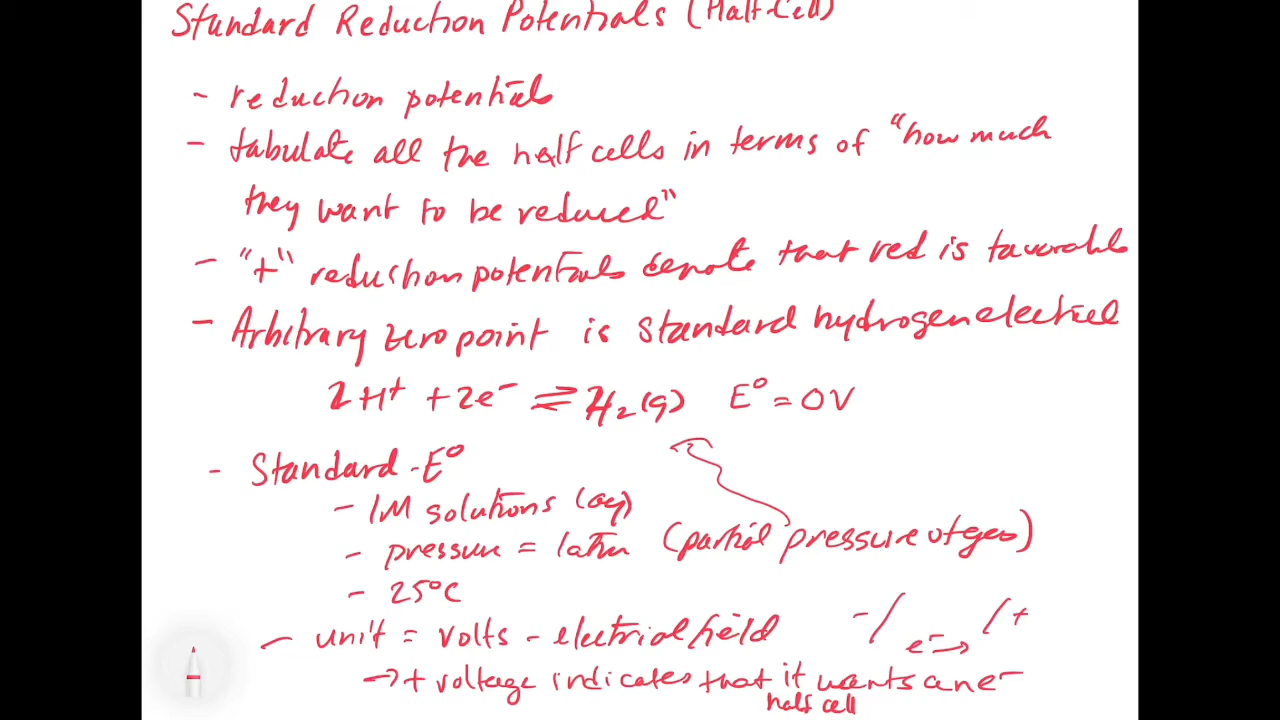 Standard Reduction Potentials (Half-Cell)
- reduction potential
- tabulate all the half cells in terms of "how much
they want to be reduced"
- "+" reduction potentials denote that red is favorable
- Arbitrary zero point is standard hydrogen electrode
2H⁺ + 2e⁻ ⇌ H₂(g) E° = 0V
- Standard - E°
- 1M solutions (aq)
- pressure = 1atm (partial pressure of gas)
- 25°C
- unit = volts - electrial field
-/ e⁻→ /+
→ + voltage indicates that it wants an e⁻
half cell